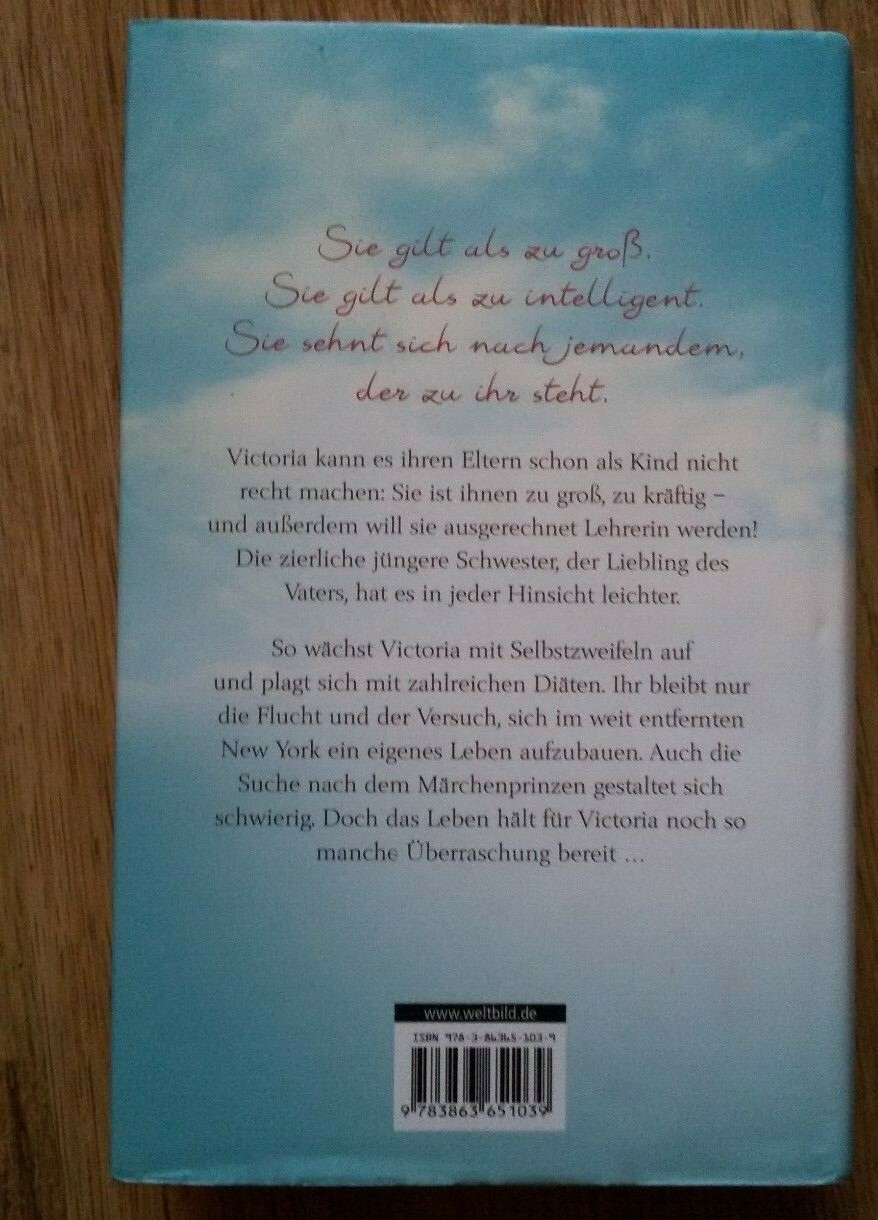 Sie gilt als zu groß.
Sie gilt als zu intelligent.
Sie sehnt sich nach jemandem,
der zu ihr steht.
Victoria kann es ihren Eltern schon als Kind nicht
recht machen: Sie ist ihnen zu groß, zu kräftig –
und außerdem will sie ausgerechnet Lehrerin werden!
Die zierliche jüngere Schwester, der Liebling des
Vaters, hat es in jeder Hinsicht leichter.
So wächst Victoria mit Selbstzweifeln auf
und plagt sich mit zahlreichen Diäten. Ihr bleibt nur
die Flucht und der Versuch, sich im weit entfernten
New York ein eigenes Leben aufzubauen. Auch die
Suche nach dem Märchenprinzen gestaltet sich
schwierig. Doch das Leben hält für Victoria noch so
manche Überraschung bereit …
www.weltbild.de
ISBN 978-3-86365-103-9
9 783863 651039